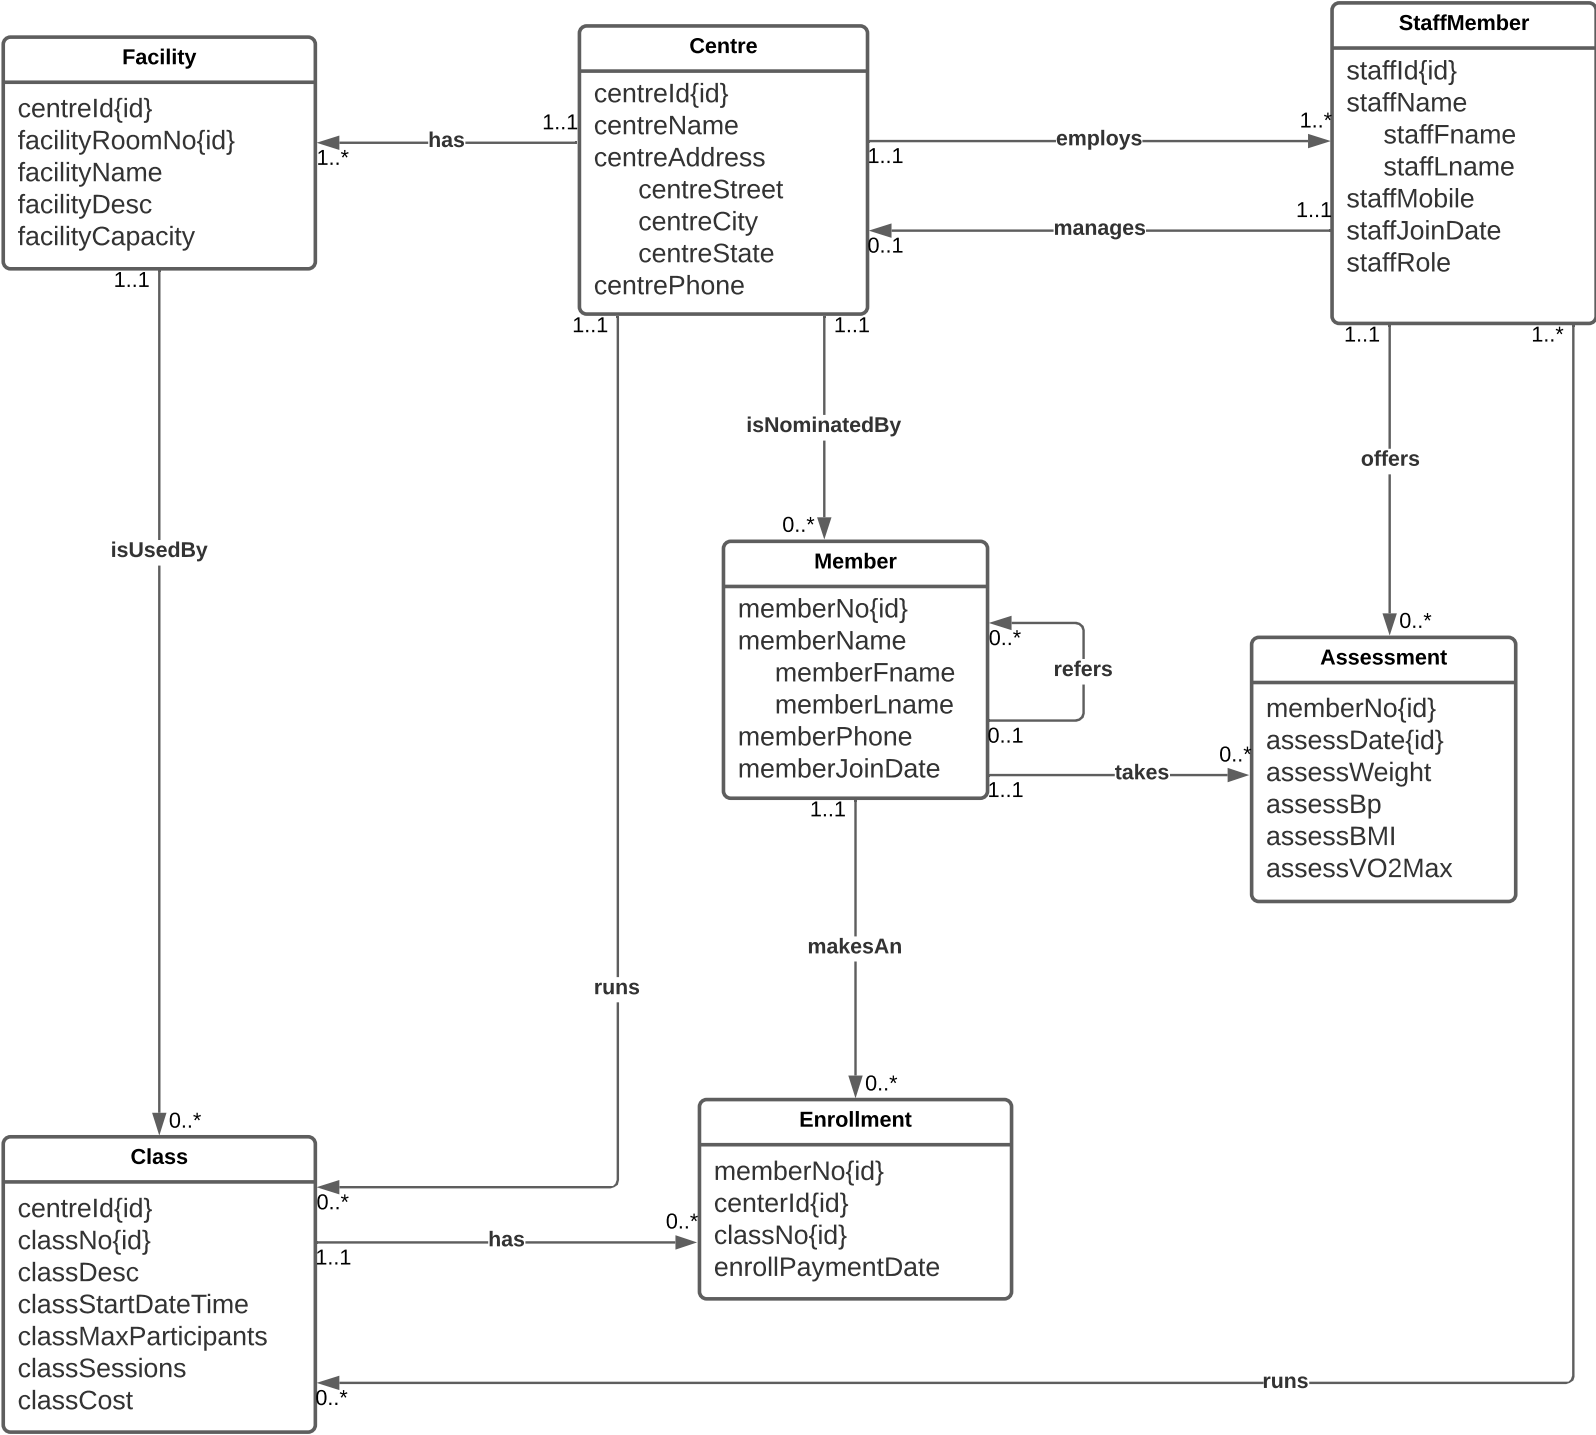 Facility
centreId{id}
facilityRoomNo{id}
facilityName
facilityDesc
facilityCapacity
1..1
has
1..*
1..1
Centre
centreId{id}
centreName
centreAddress
centreStreet
centreCity
centreState
centrePhone
1..1
1..1
employs
1..*
1..1
manages
1..1
0..1
StaffMember
staffId{id}
staffName
staffFname
staffLname
staffMobile
staffJoinDate
staffRole
1..1
1..*
isNominatedBy
0..*
offers
0..*
isUsedBy
0..*
Member
memberNo{id}
memberName
memberFname
memberLname
memberPhone
memberJoinDate
1..1
0..*
refers
0..1
takes
1..1
0..*
Assessment
memberNo{id}
assessDate{id}
assessWeight
assessBp
assessBMI
assessVO2Max
makesAn
0..*
runs
0..*
Class
centreId{id}
classNo{id}
classDesc
classStartDateTime
classMaxParticipants
classSessions
classCost
has
1..1
0..*
Enrollment
memberNo{id}
centerId{id}
classNo{id}
enrollPaymentDate
runs
0..*